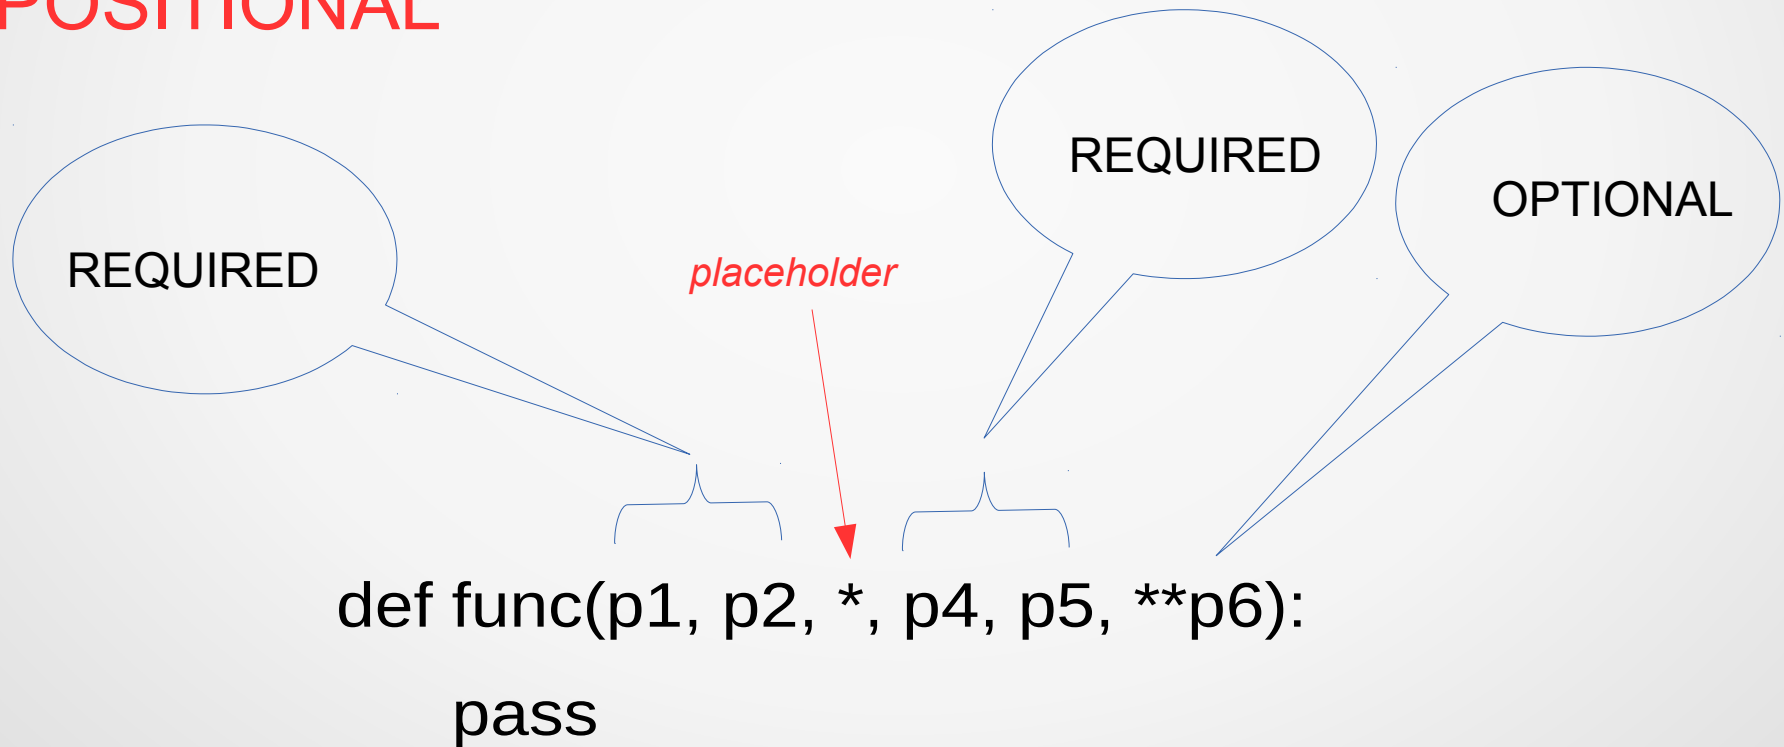 POSITIONAL
REQUIRED
OPTIONAL
REQUIRED
placeholder
def func(p1, p2, *, p4, p5, **p6):
pass